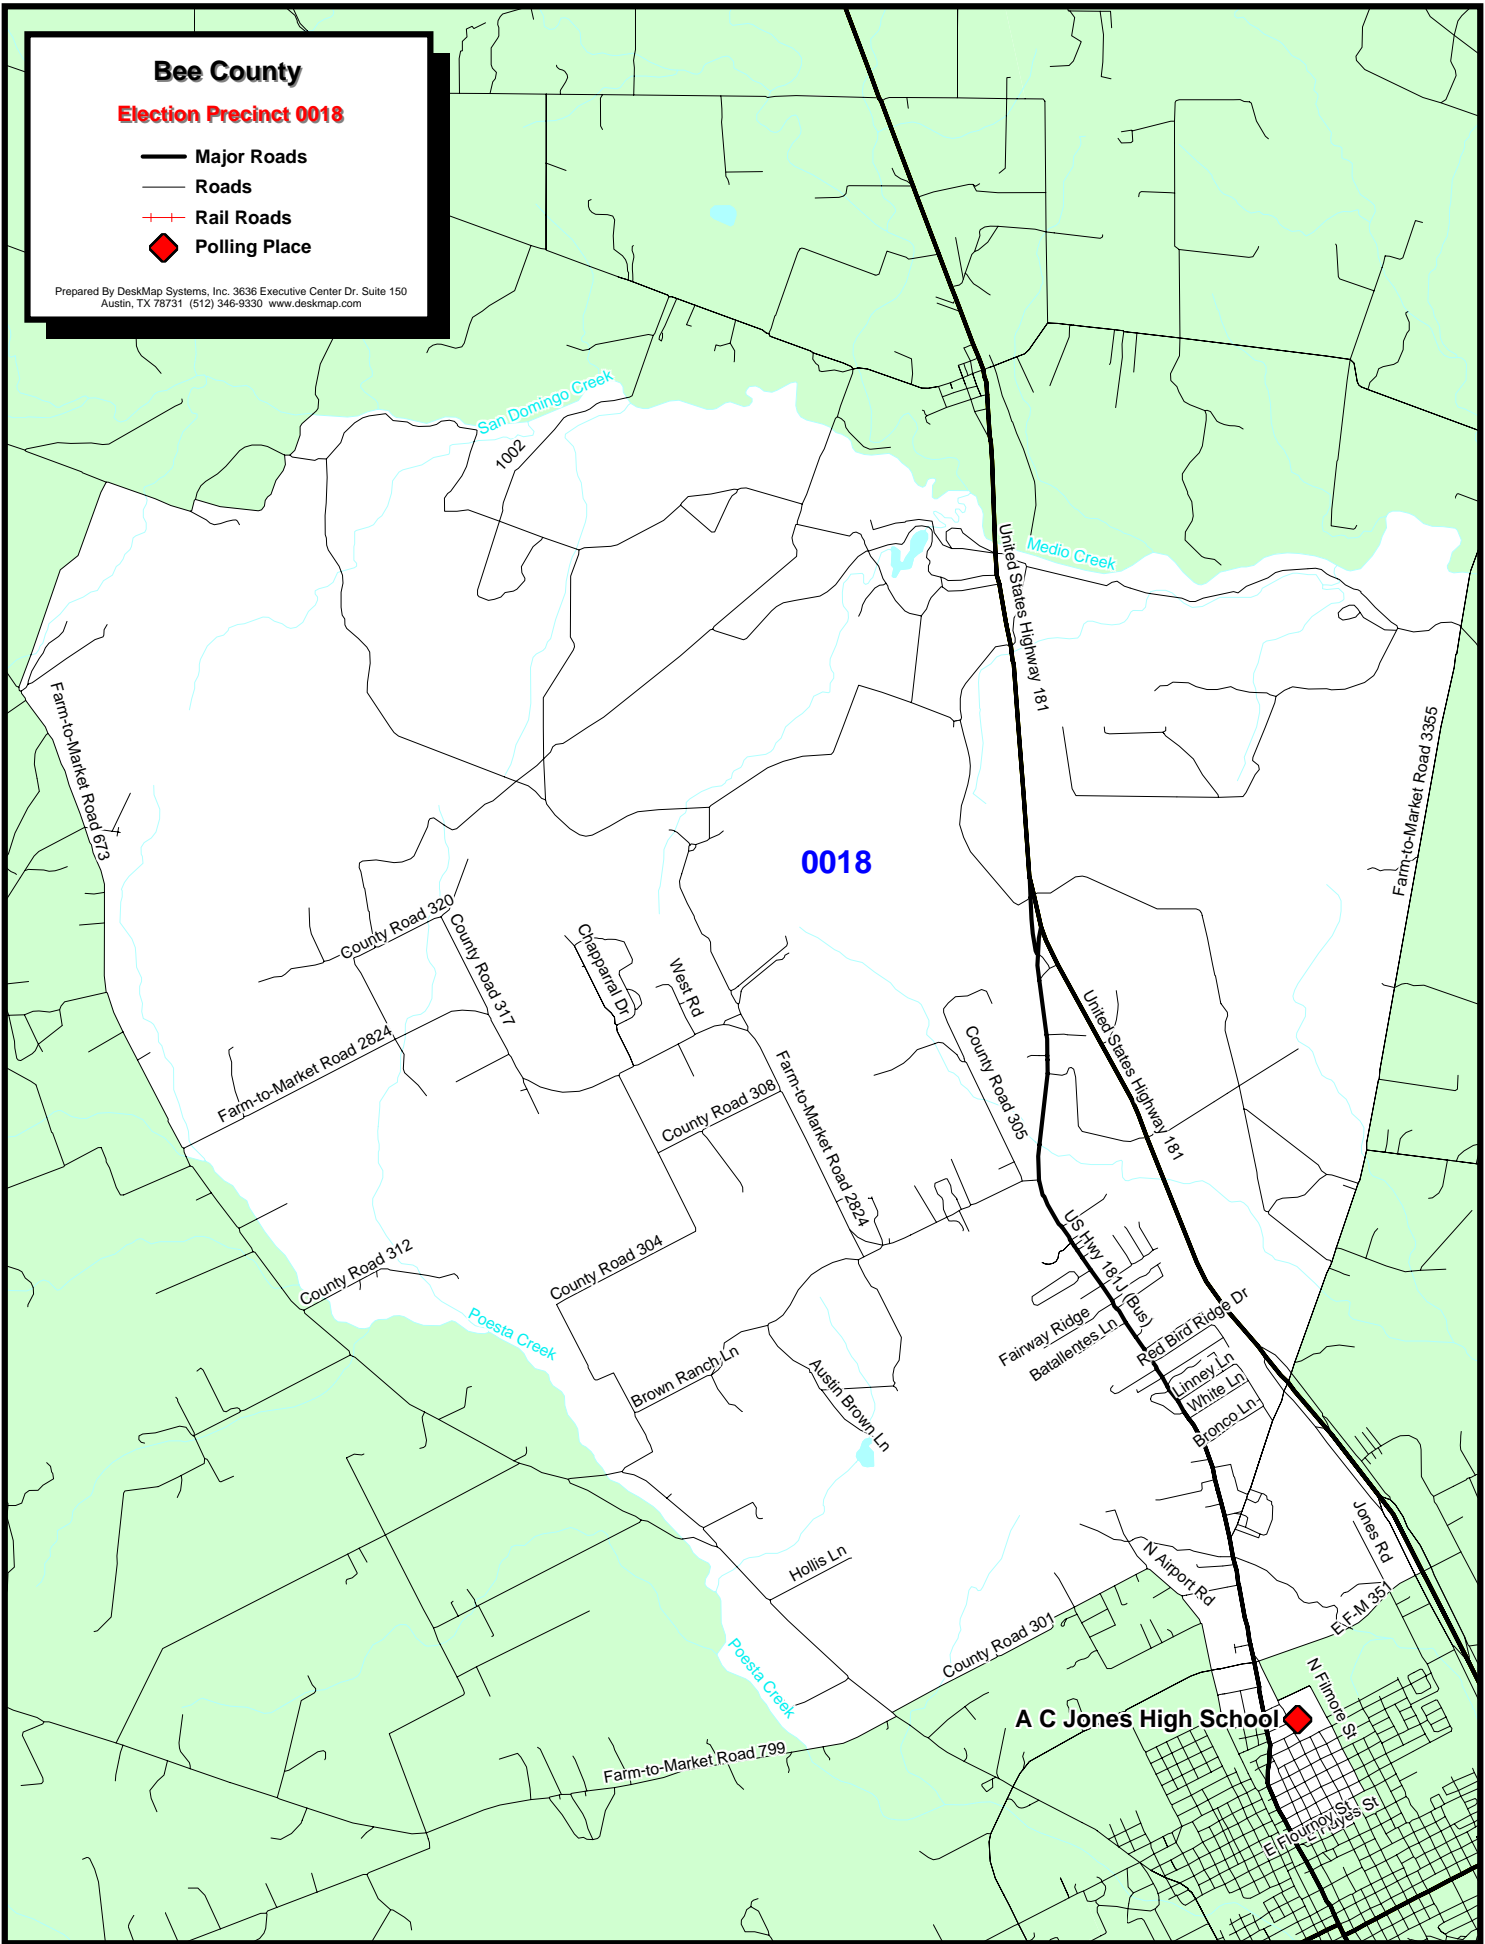 Bee County
Election Precinct 0018
Major Roads
Roads
Rail Roads
Polling Place
Prepared By DeskMap Systems, Inc. 3636 Executive Center Dr. Suite 150
Austin, TX 78731 (512) 346-9330 www.deskmap.com
San Domingo Creek
1002
United States Highway 181
Medio Creek
Farm-to-Market Road 673
Farm-to-Market Road 3355
0018
County Road 320
County Road 317
Chapparral Dr
West Rd
Farm-to-Market Road 2824
County Road 308
Farm-to-Market Road 2824
County Road 305
United States Highway 181
County Road 312
County Road 304
Poesta Creek
US Hwy 181J (Bus)
Fairway Ridge
Batallentes Ln
Red Bird Ridge Dr
Linney Ln
White Ln
Bronco Ln
Brown Ranch Ln
Austin Brown Ln
Hollis Ln
N Airport Rd
Jones Rd
E F-M 351
County Road 301
Poesta Creek
N Filmore St
A C Jones High School
Farm-to-Market Road 799
E Flournoy St
E Hayes St